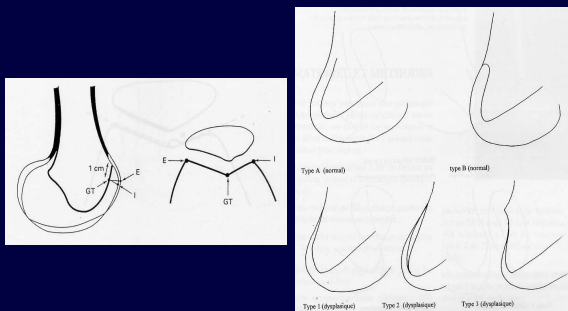 1 cm
E
GT
I
E
I
GT
Type A (normal)
type B (normal)
Type 1 (dysplasique)
Type 2 (dysplasique)
Type 3 (dysplasique)